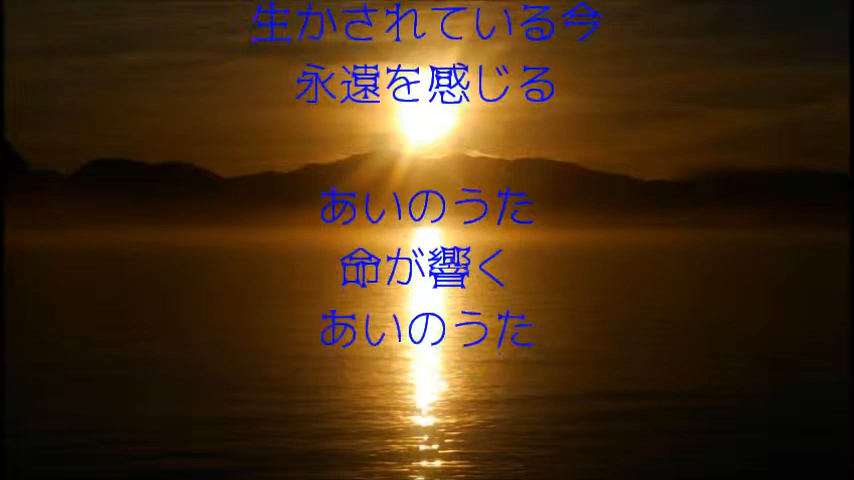 生かされている今
永遠を感じる
あいのうた
命が響く
あいのうた